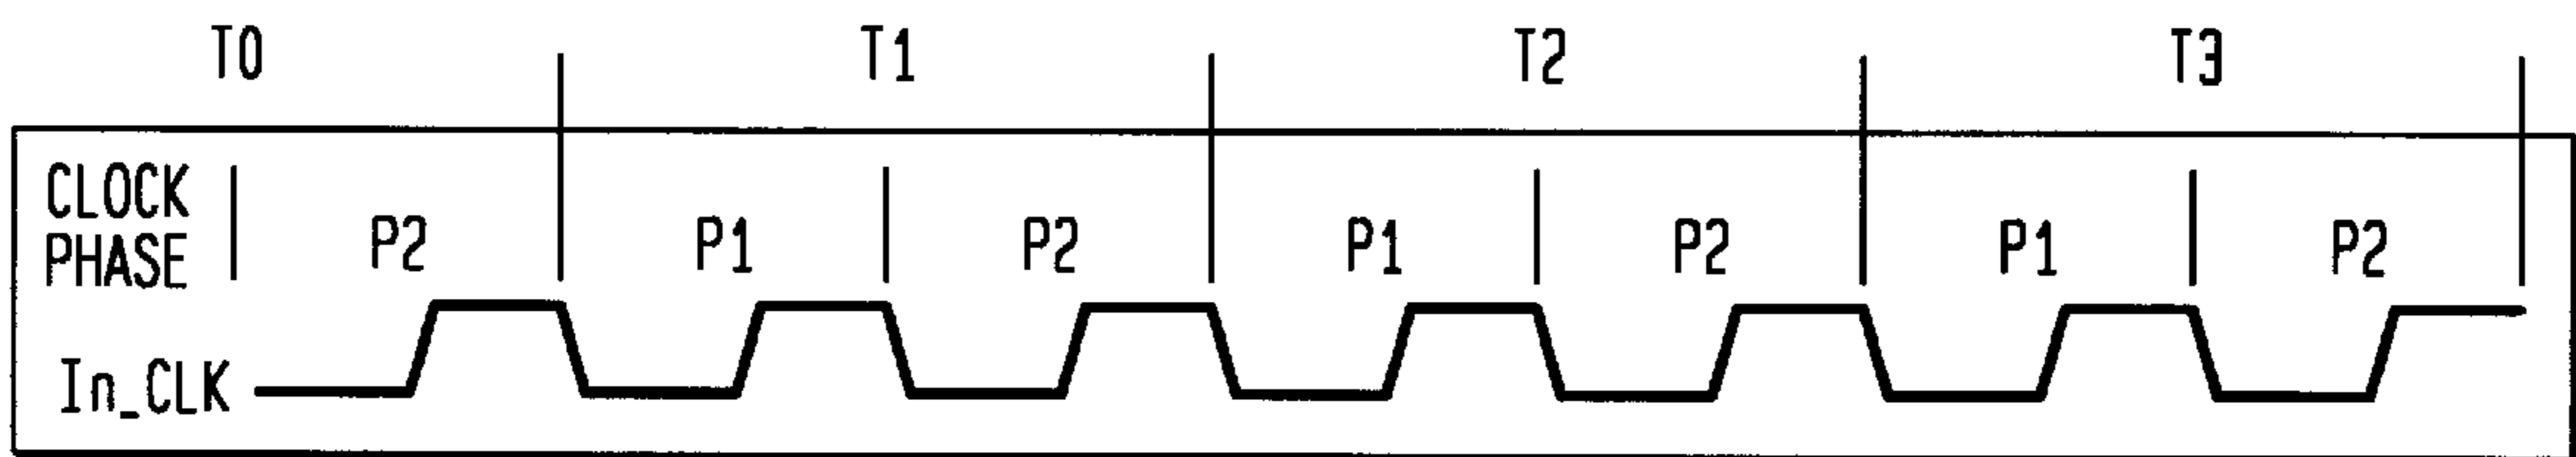 T0 T1 T2 T3
CLOCK
PHASE
P2 P1 P2 P1 P2 P1 P2
In_CLK